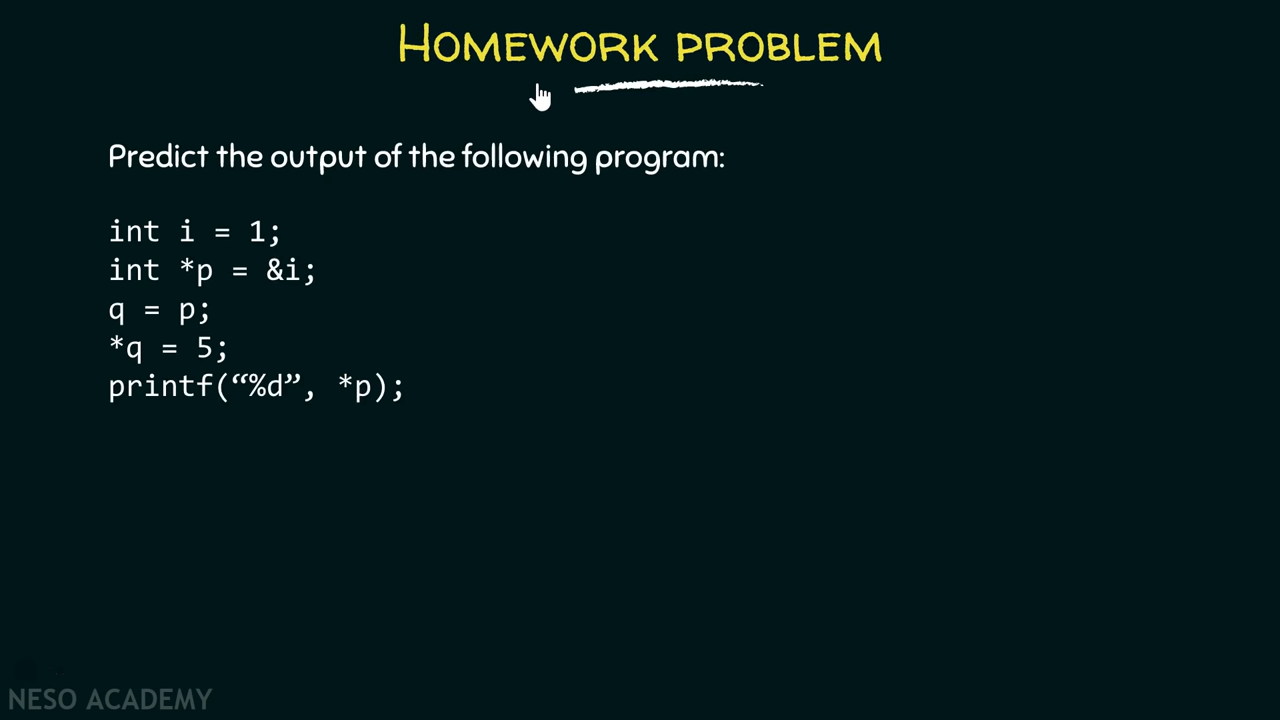 Homework problem
Predict the output of the following program:
int i = 1;
int *p = &i;
q = p;
*q = 5;
printf(“%d”, *p);
NESO ACADEMY